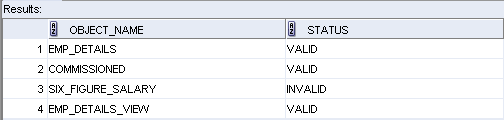 Results:
OBJECT_NAME STATUS
1 EMP_DETAILS VALID
2 COMMISSIONED VALID
3 SIX_FIGURE_SALARY INVALID
4 EMP_DETAILS_VIEW VALID